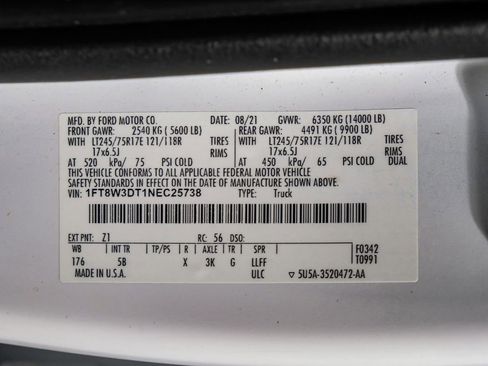 MFD. BY FORD MOTOR CO. 08/21 GVWR: 6350 KG (14000 LB)
FRONT GAWR: 2540 KG ( 5600 LB) REAR GAWR: 4491 KG ( 9900 LB)
WITH LT245/75R17E 121/118R TIRES WITH LT245/75R17E 121/118R TIRES
17x6.5J RIMS 17x6.5J RIMS
AT 520 kPa/ 75 PSI COLD AT 450 kPa/ 65 PSI COLD DUAL
THIS VEHICLE CONFORMS TO ALL APPLICABLE FEDERAL MOTOR VEHICLE
SAFETY STANDARDS IN EFFECT ON THE DATE OF MANUFACTURE SHOWN ABOVE.
VIN: 1FT8W3DT1NEC25738 TYPE: Truck
EXT PNT: Z1 RC: 56 DSO:
WB INT TR TP/PS R AXLE TR SPR F0342
176 5B X 3K G LLFF T0991
MADE IN U.S.A. ULC ▽ 5U5A-3520472-AA